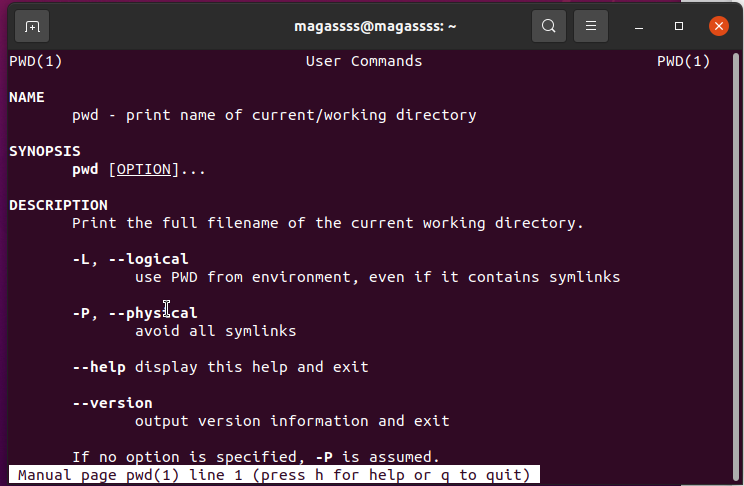 magassss@magassss: ~
PWD(1) User Commands PWD(1)
NAME
pwd - print name of current/working directory
SYNOPSIS
pwd [OPTION]...
DESCRIPTION
Print the full filename of the current working directory.
-L, --logical
use PWD from environment, even if it contains symlinks
-P, --physical
avoid all symlinks
--help display this help and exit
--version
output version information and exit
If no option is specified, -P is assumed.
Manual page pwd(1) line 1 (press h for help or q to quit)